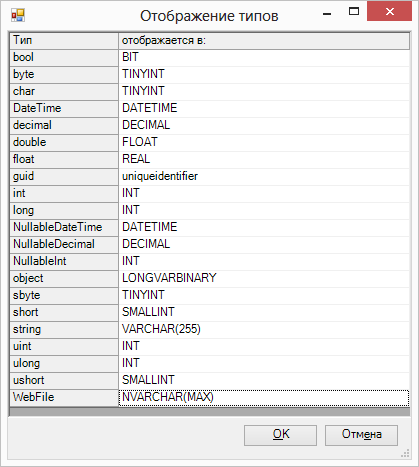 Отображение типов
Тип отображается в:
bool BIT
byte TINYINT
char TINYINT
DateTime DATETIME
decimal DECIMAL
double FLOAT
float REAL
guid uniqueidentifier
int INT
long INT
NullableDateTime DATETIME
NullableDecimal DECIMAL
NullableInt INT
object LONGVARBINARY
sbyte TINYINT
short SMALLINT
string VARCHAR(255)
uint INT
ulong INT
ushort SMALLINT
WebFile NVARCHAR(MAX)
OK Отмена